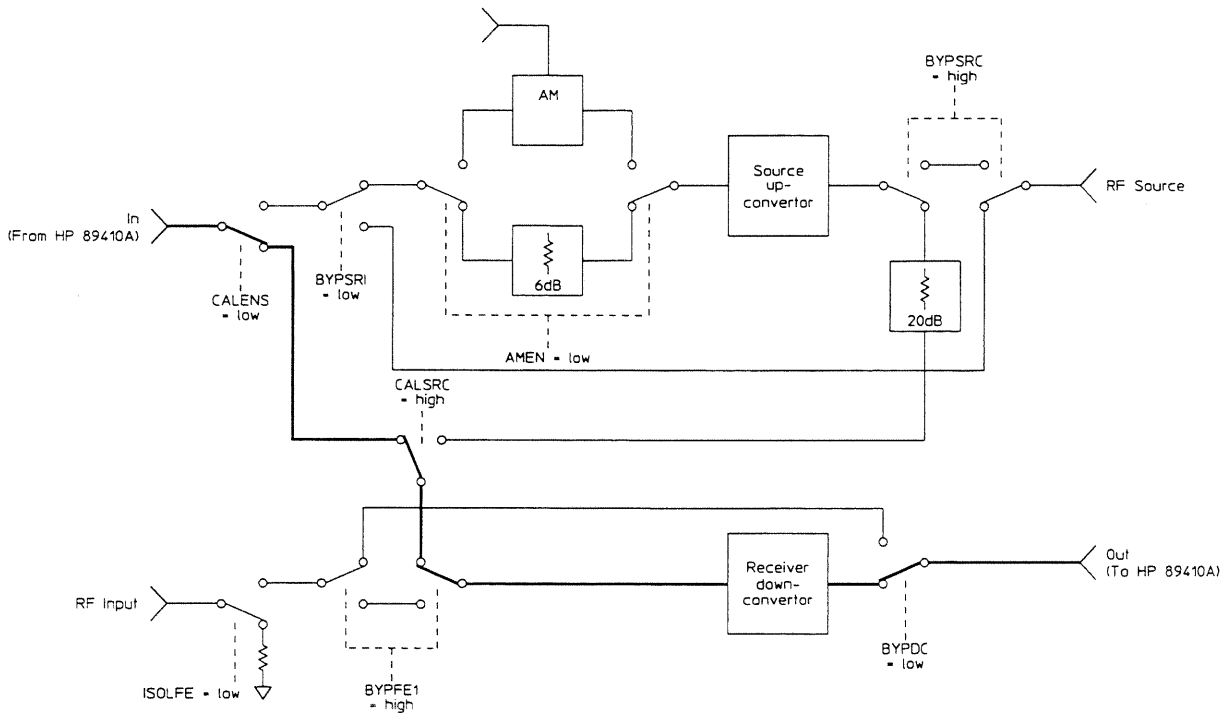 BYPSRC
= high
AM
Source
up-
convertor
RF Source
In
(From HP 89410A)
CALENS
= low
BYPSRI
= low
6dB
20dB
AMEN = low
CALSRC
= high
Receiver
down-
convertor
Out
(To HP 89410A)
RF Input
BYPDC
= low
ISOLFE = low
BYPFE1
= high